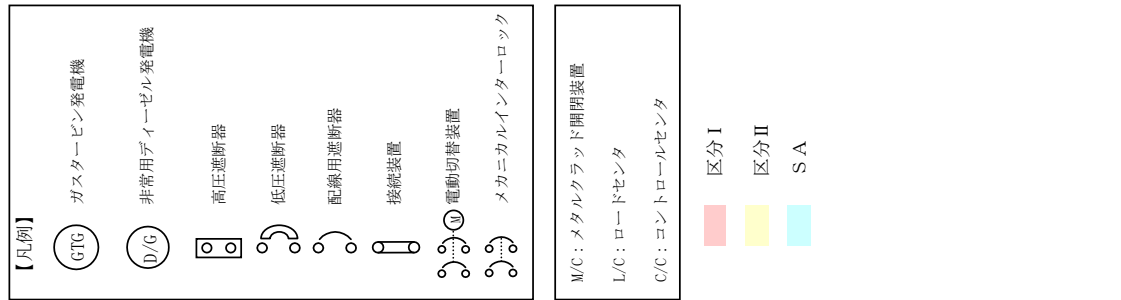 【凡例】
GTG ガスタービン発電機
D/G 非常用ディーゼル発電機
高圧遮断器
低圧遮断器
配線用遮断器
接続装置
M 電動切替装置
メカニカルインターロック
M/C：メタルクラッド開閉装置
L/C：ロードセンタ
C/C：コントロールセンタ
区分Ⅰ
区分Ⅱ
ＳＡ